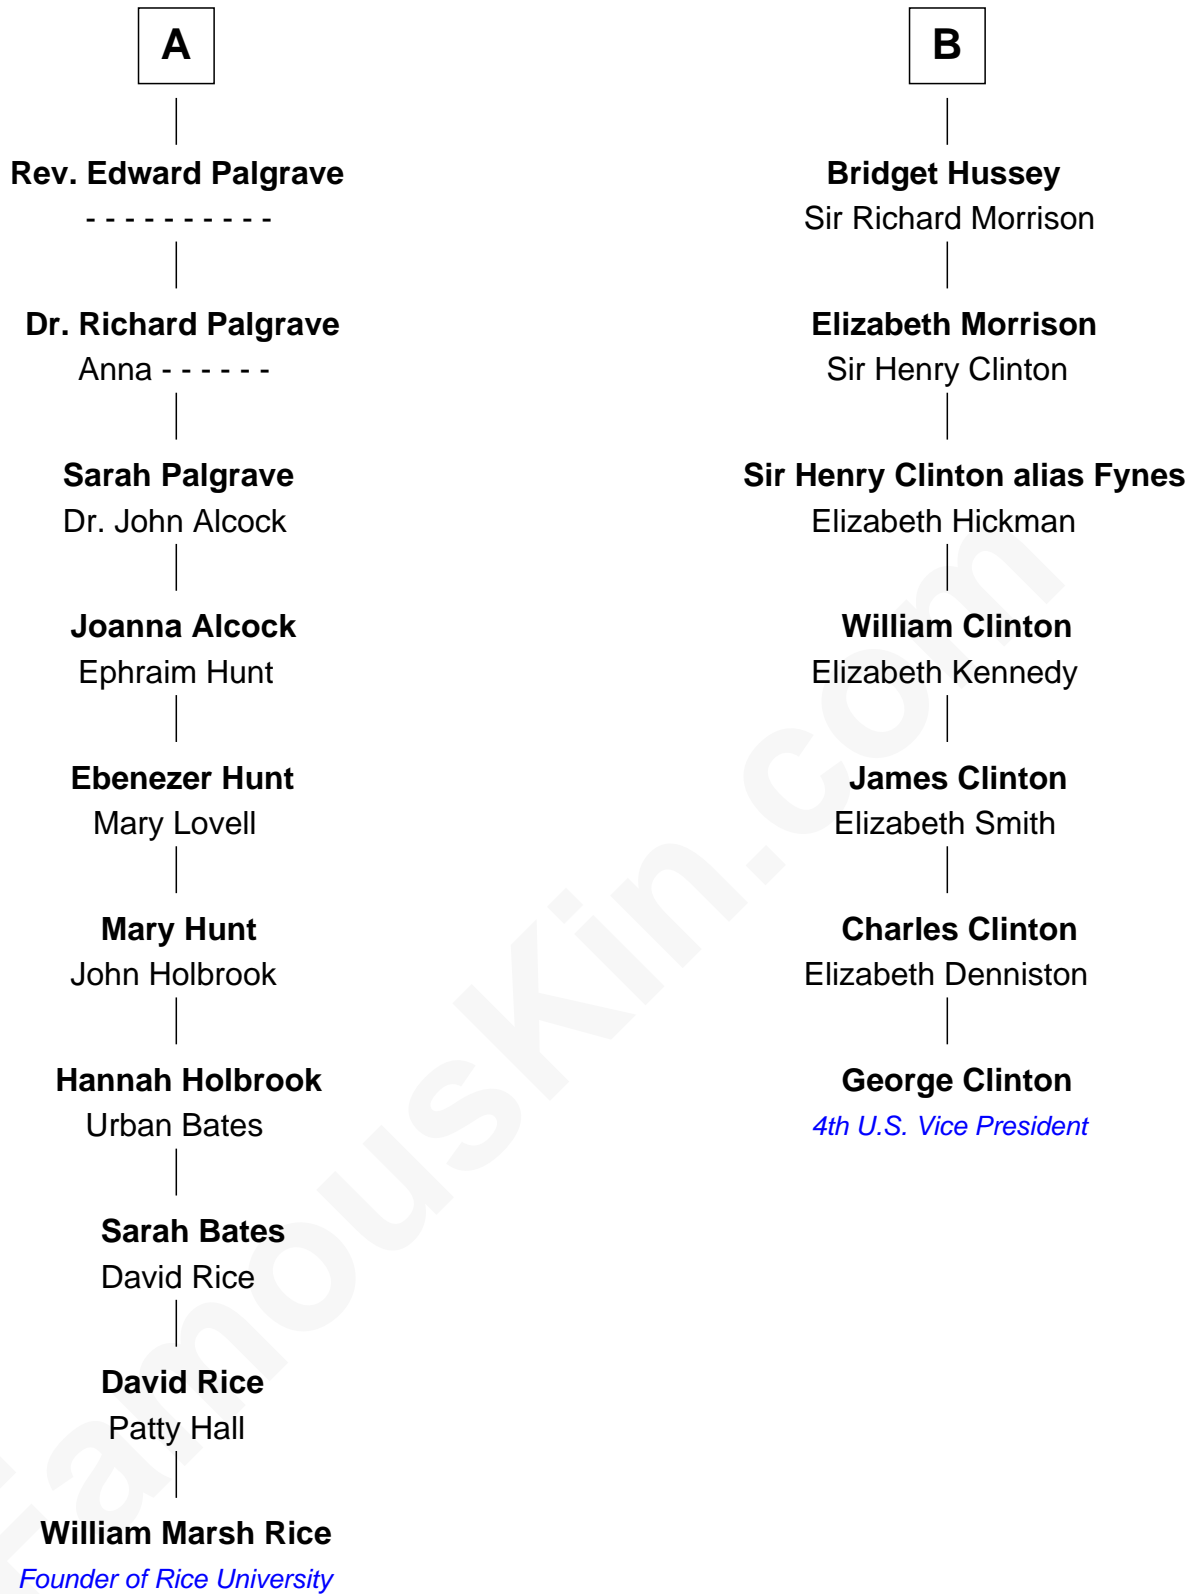 A
Rev. Edward Palgrave
- - - - - - - - - -
Dr. Richard Palgrave
Anna - - - - - -
Sarah Palgrave
Dr. John Alcock
Joanna Alcock
Ephraim Hunt
Ebenezer Hunt
Mary Lovell
Mary Hunt
John Holbrook
Hannah Holbrook
Urban Bates
Sarah Bates
David Rice
David Rice
Patty Hall
William Marsh Rice
Founder of Rice University
B
Bridget Hussey
Sir Richard Morrison
Elizabeth Morrison
Sir Henry Clinton
Sir Henry Clinton alias Fynes
Elizabeth Hickman
William Clinton
Elizabeth Kennedy
James Clinton
Elizabeth Smith
Charles Clinton
Elizabeth Denniston
George Clinton
4th U.S. Vice President
FamousKin.com